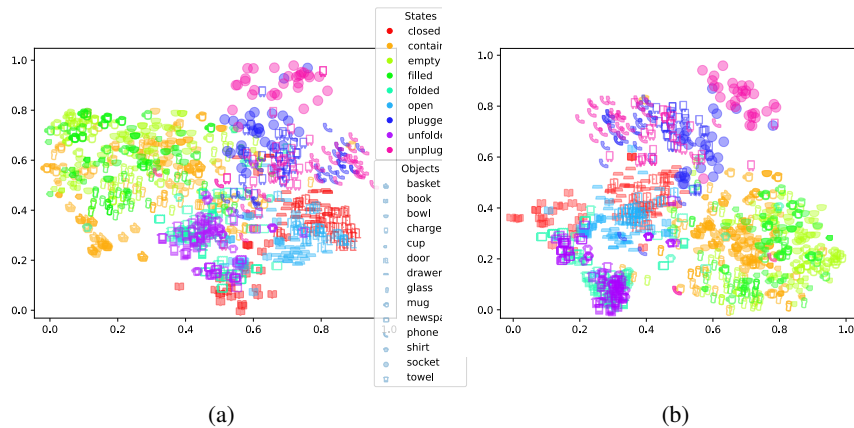 States
closed
contain
empty
filled
folded
open
plugge
unfolde
unplug
Objects
basket
book
bowl
charge
cup
door
drawer
glass
mug
newspa
phone
shirt
socket
towel
1.0
0.8
0.6
0.4
0.2
0.0
0.0 0.2 0.4 0.6 0.8 1.0
(a)
1.0
0.8
0.6
0.4
0.2
0.0
0.0 0.2 0.4 0.6 0.8 1.0
(b)